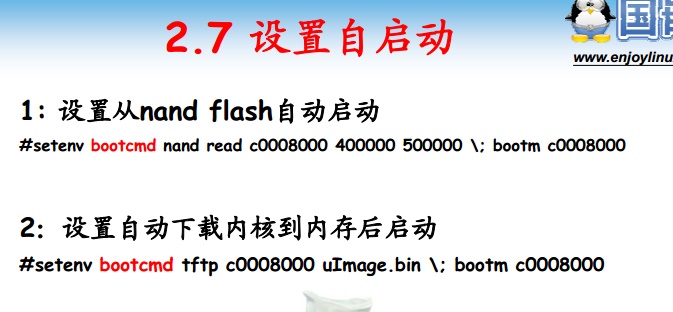 2.7 设置自启动
www.enjoylinu
1: 设置从nand flash自动启动
#setenv bootcmd nand read c0008000 400000 500000 \; bootm c0008000
2: 设置自动下载内核到内存后启动
#setenv bootcmd tftp c0008000 uImage.bin \; bootm c0008000